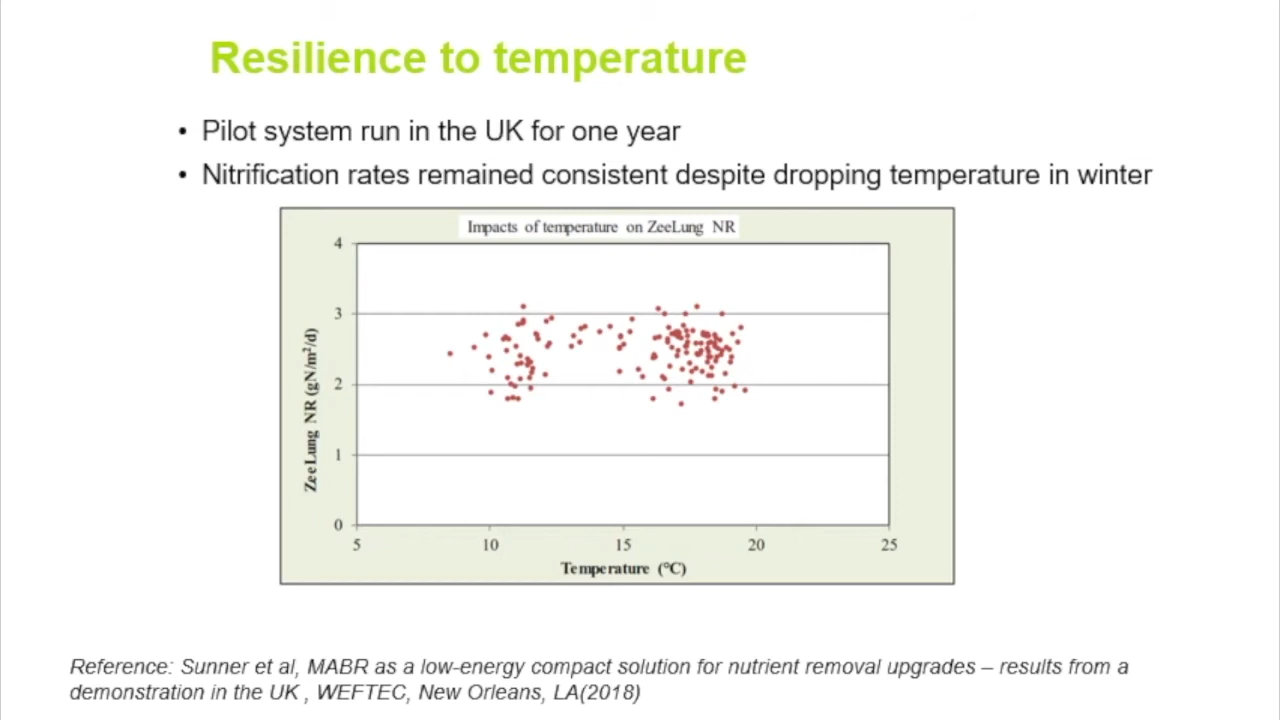 Resilience to temperature
• Pilot system run in the UK for one year
• Nitrification rates remained consistent despite dropping temperature in winter
Impacts of temperature on ZeeLung NR
ZeeLung NR (gN/m²/d)
4
3
2
1
0
5 10 15 20 25
Temperature (°C)
Reference: Sunner et al, MABR as a low-energy compact solution for nutrient removal upgrades – results from a
demonstration in the UK , WEFTEC, New Orleans, LA(2018)